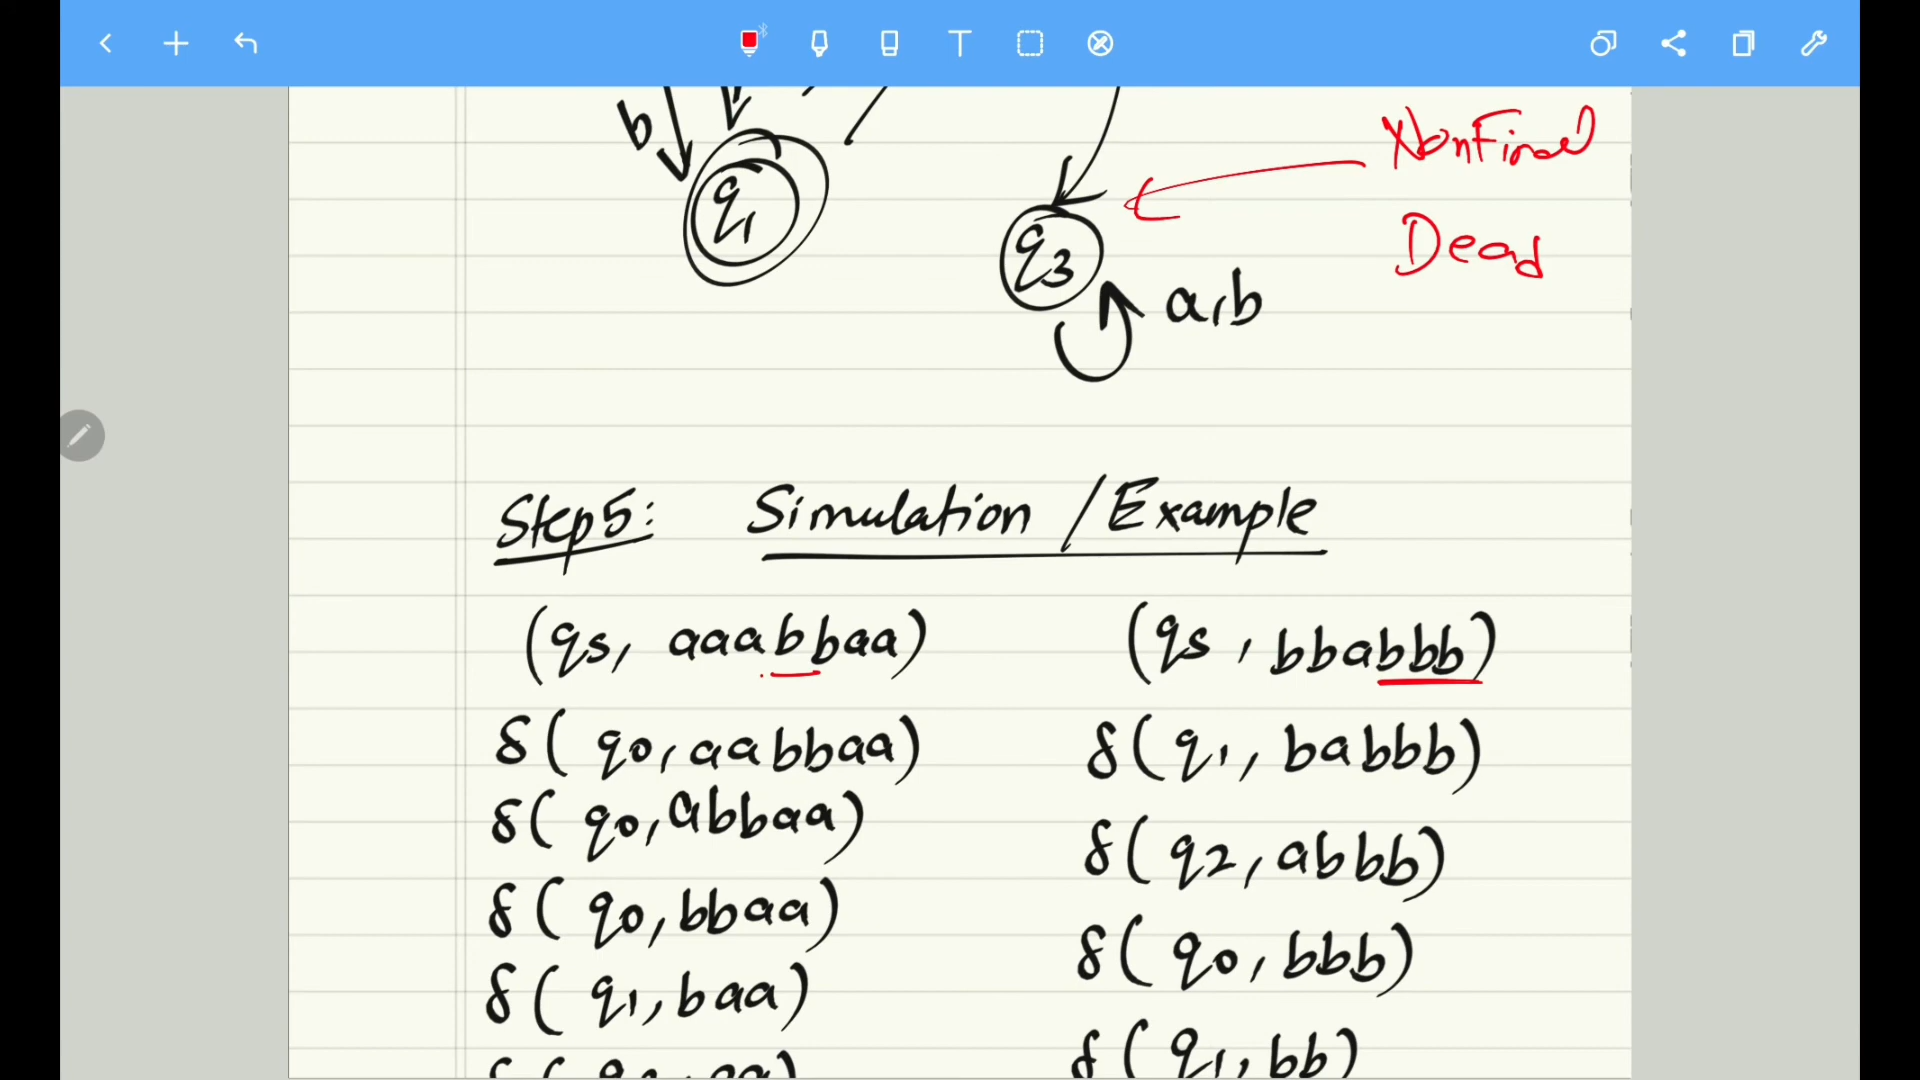 b
q1
q3
a,b
NonFinal
Dead
Step5: Simulation / Example
(qs, aaabbaa) (qs, bbabbb)
δ( q0, aabbaa) δ( q1, babbb)
δ( q0, abbaa) δ( q2, abbb)
δ( q0, bbaa) δ( q0, bbb)
δ( q1, baa) δ( q1, bb)